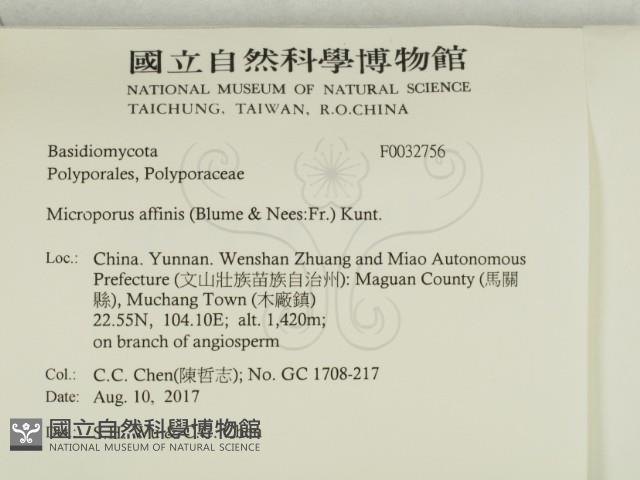 國立自然科學博物館
NATIONAL MUSEUM OF NATURAL SCIENCE
TAICHUNG, TAIWAN, R.O.CHINA
Basidiomycota F0032756
Polyporales, Polyporaceae
Microporus affinis (Blume & Nees:Fr.) Kunt.
Loc.: China. Yunnan. Wenshan Zhuang and Miao Autonomous
Prefecture (文山壯族苗族自治州): Maguan County (馬關
縣), Muchang Town (木廠鎮)
22.55N, 104.10E; alt. 1,420m;
on branch of angiosperm
Col.: C.C. Chen(陳哲志); No. GC 1708-217
Date: Aug. 10, 2017
國立自然科學博物館
NATIONAL MUSEUM OF NATURAL SCIENCE